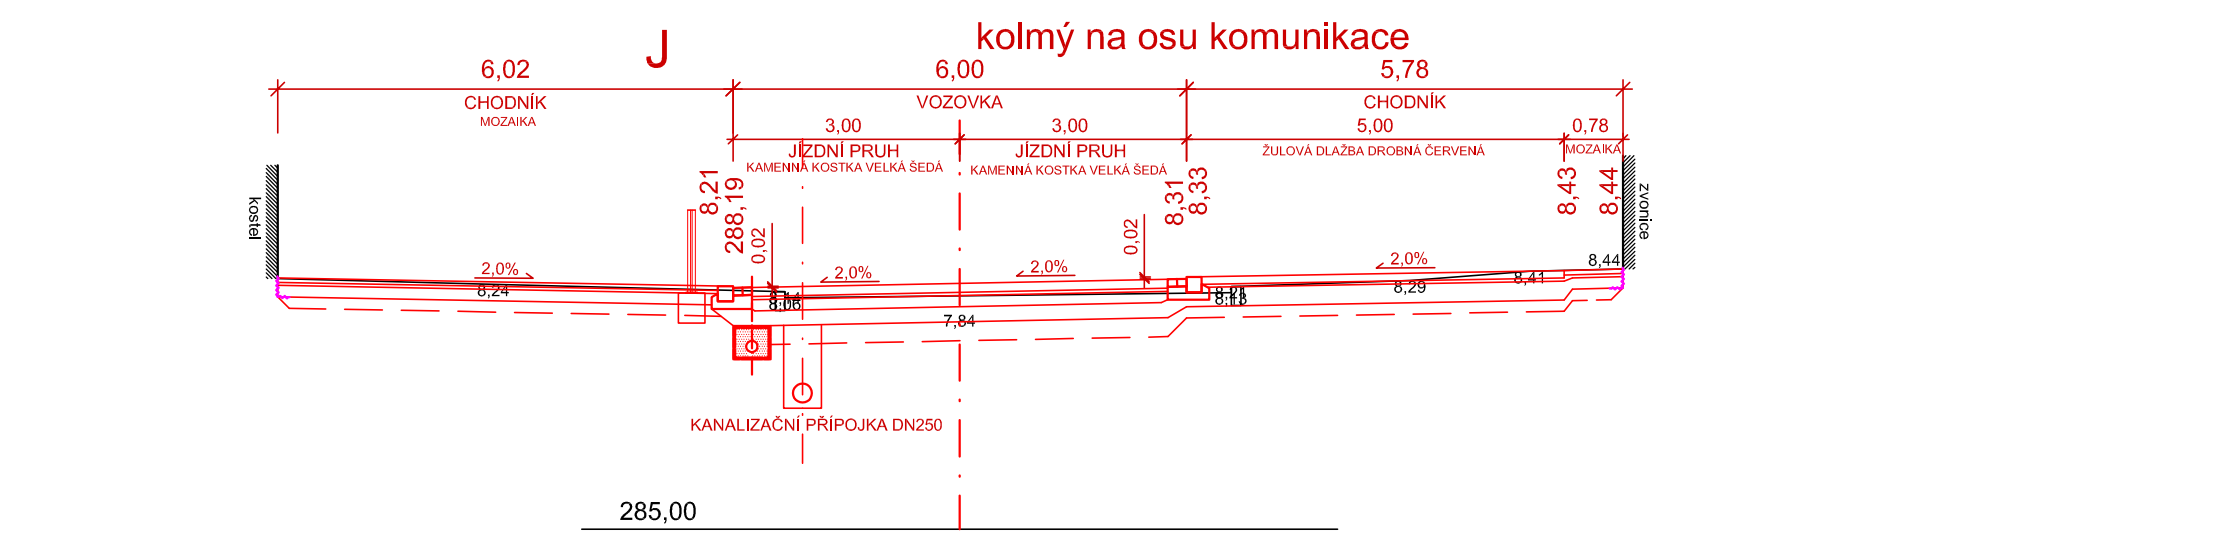 J
kolmý na osu komunikace
6,02
6,00
5,78
CHODNÍK
VOZOVKA
CHODNÍK
MOZAIKA
3,00
3,00
5,00
0,78
JÍZDNÍ PRUH
JÍZDNÍ PRUH
ŽULOVÁ DLAŽBA DROBNÁ ČERVENÁ
MOZAIKA
KAMENNÁ KOSTKA VELKÁ ŠEDÁ
KAMENNÁ KOSTKA VELKÁ ŠEDÁ
8,21
288,19
8,31
8,33
8,43
8,44
kostel
zvonice
0,02
0,02
2,0%
2,0%
2,0%
2,0%
8,44
8,24
8,06
8,13
8,29
8,41
7,84
KANALIZAČNÍ PŘÍPOJKA DN250
285,00